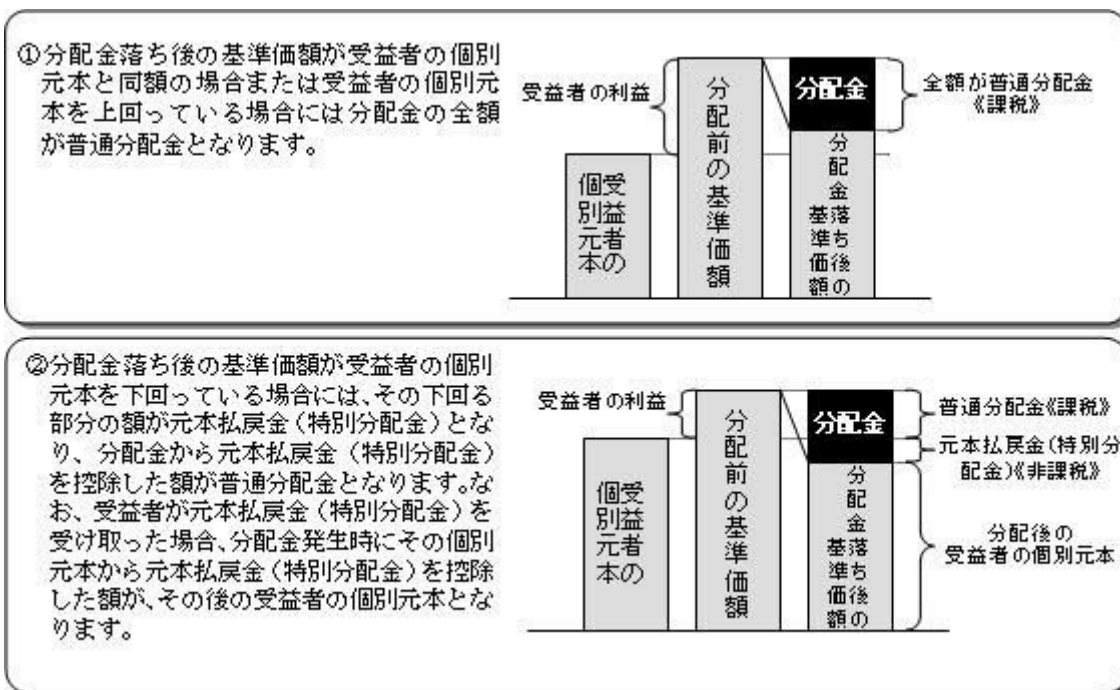 ①分配金落ち後の基準価額が受益者の個別
元本と同額の場合または受益者の個別元
本を上回っている場合には分配金の全額
が普通分配金となります。
受益者の利益
個別元本
受益者の
分配前の基準価額
分配金
分配金落ち後の
基準価額
全額が普通分配金
《課税》
②分配金落ち後の基準価額が受益者の個別
元本を下回っている場合には、その下回る
部分の額が元本払戻金(特別分配金)とな
り、分配金から元本払戻金(特別分配金)
を控除した額が普通分配金となります。な
お、受益者が元本払戻金(特別分配金)を
受け取った場合、分配金発生時にその個別
元本から元本払戻金(特別分配金)を控除
した額が、その後の受益者の個別元本とな
ります。
受益者の利益
受益者の
個別元本
分配前の基準価額
分配金
分配金落ち後の
基準価額
普通分配金《課税》
元本払戻金(特別分
配金)《非課税》
分配後の
受益者の個別元本